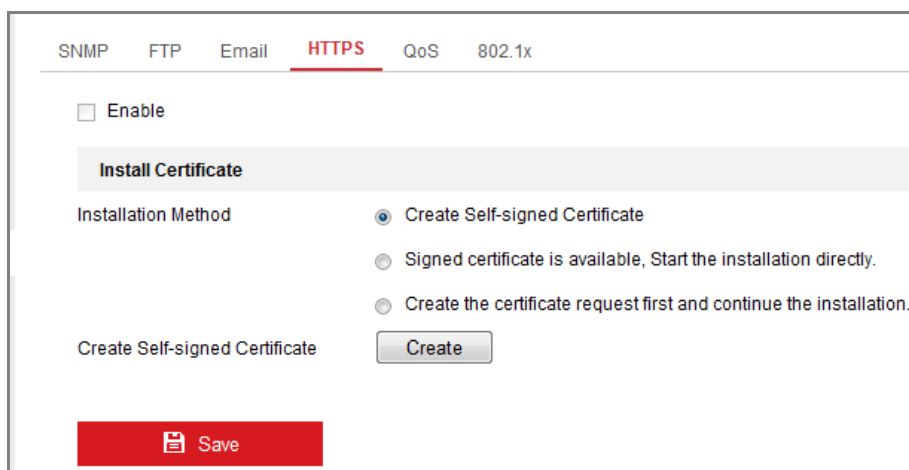 SNMP FTP Email HTTPS QoS 802.1x
Enable
Install Certificate
Installation Method
Create Self-signed Certificate
Signed certificate is available, Start the installation directly.
Create the certificate request first and continue the installation.
Create Self-signed Certificate Create
Save